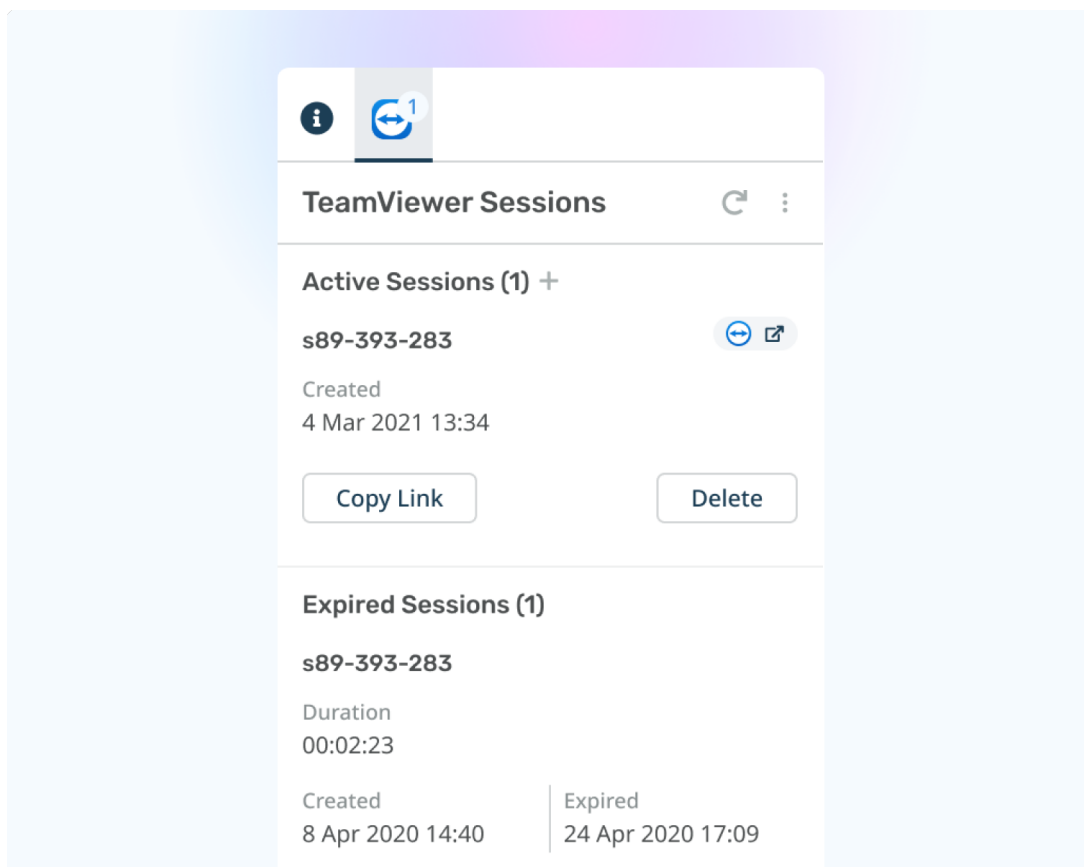 1
TeamViewer Sessions
Active Sessions (1) +
s89-393-283
Created
4 Mar 2021 13:34
Copy Link
Delete
Expired Sessions (1)
s89-393-283
Duration
00:02:23
Created
Expired
8 Apr 2020 14:40
24 Apr 2020 17:09